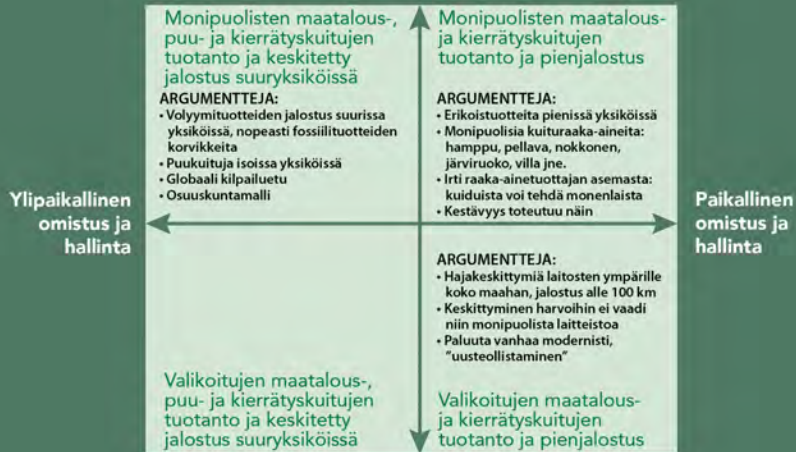 Monipuolisten maatalous-,
puu- ja kierrätyskuitujen
tuotanto ja keskitetty
jalostus suuryksiköissä
ARGUMENTTEJA:
• Volyymituotteiden jalostus suurissa
yksiköissä, nopeasti fossiilituotteiden
korvikkeita
• Puukuituja isoissa yksiköissä
• Globaali kilpailuetu
• Osuuskuntamalli
Monipuolisten maatalous-
ja kierrätyskuitujen
tuotanto ja pienjalostus
ARGUMENTTEJA:
• Erikoistuotteita pienissä yksiköissä
• Monipuolisia kuituraaka-aineita:
hamppu, pellava, nokkonen,
järviruoko, villa jne.
• Irti raaka-ainetuottajan asemasta:
kuiduista voi tehdä monenlaista
• Kestävyys toteutuu näin
Ylipaikallinen
omistus ja
hallinta
Paikallinen
omistus ja
hallinta
ARGUMENTTEJA:
• Hajakeskittymiä laitosten ympärille
koko maahan, jalostus alle 100 km
• Keskittyminen harvoihin ei vaadi
niin monipuolista laitteistoa
• Paluuta vanhaa modernisti,
"uusteollistaminen"
Valikoitujen maatalous-,
puu- ja kierrätyskuitujen
tuotanto ja keskitetty
jalostus suuryksiköissä
Valikoitujen maatalous-
ja kierrätyskuitujen
tuotanto ja pienjalostus